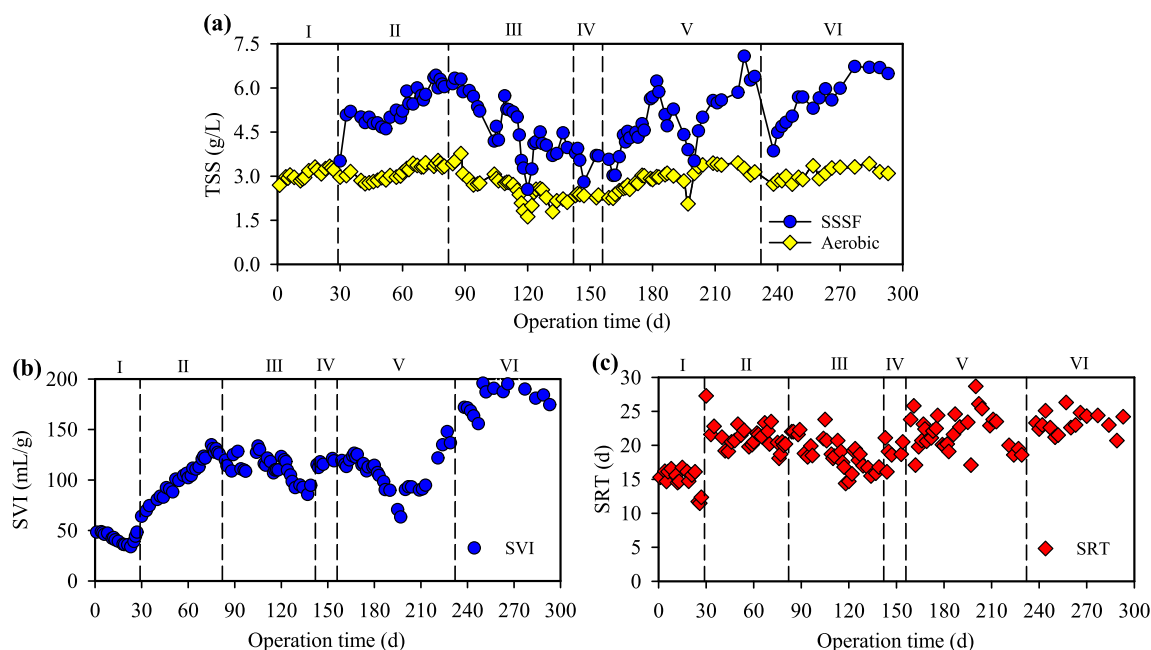 (a)
I II III IV V VI
TSS (g/L)
7.5
6.0
4.5
3.0
1.5
0.0
SSSF
Aerobic
0 30 60 90 120 150 180 210 240 270 300
Operation time (d)
(b)
I II III IV V VI
SVI (mL/g)
200
150
100
50
0
SVI
0 30 60 90 120 150 180 210 240 270 300
Operation time (d)
(c)
I II III IV V VI
SRT (d)
30
25
20
15
10
5
0
SRT
0 30 60 90 120 150 180 210 240 270 300
Operation time (d)